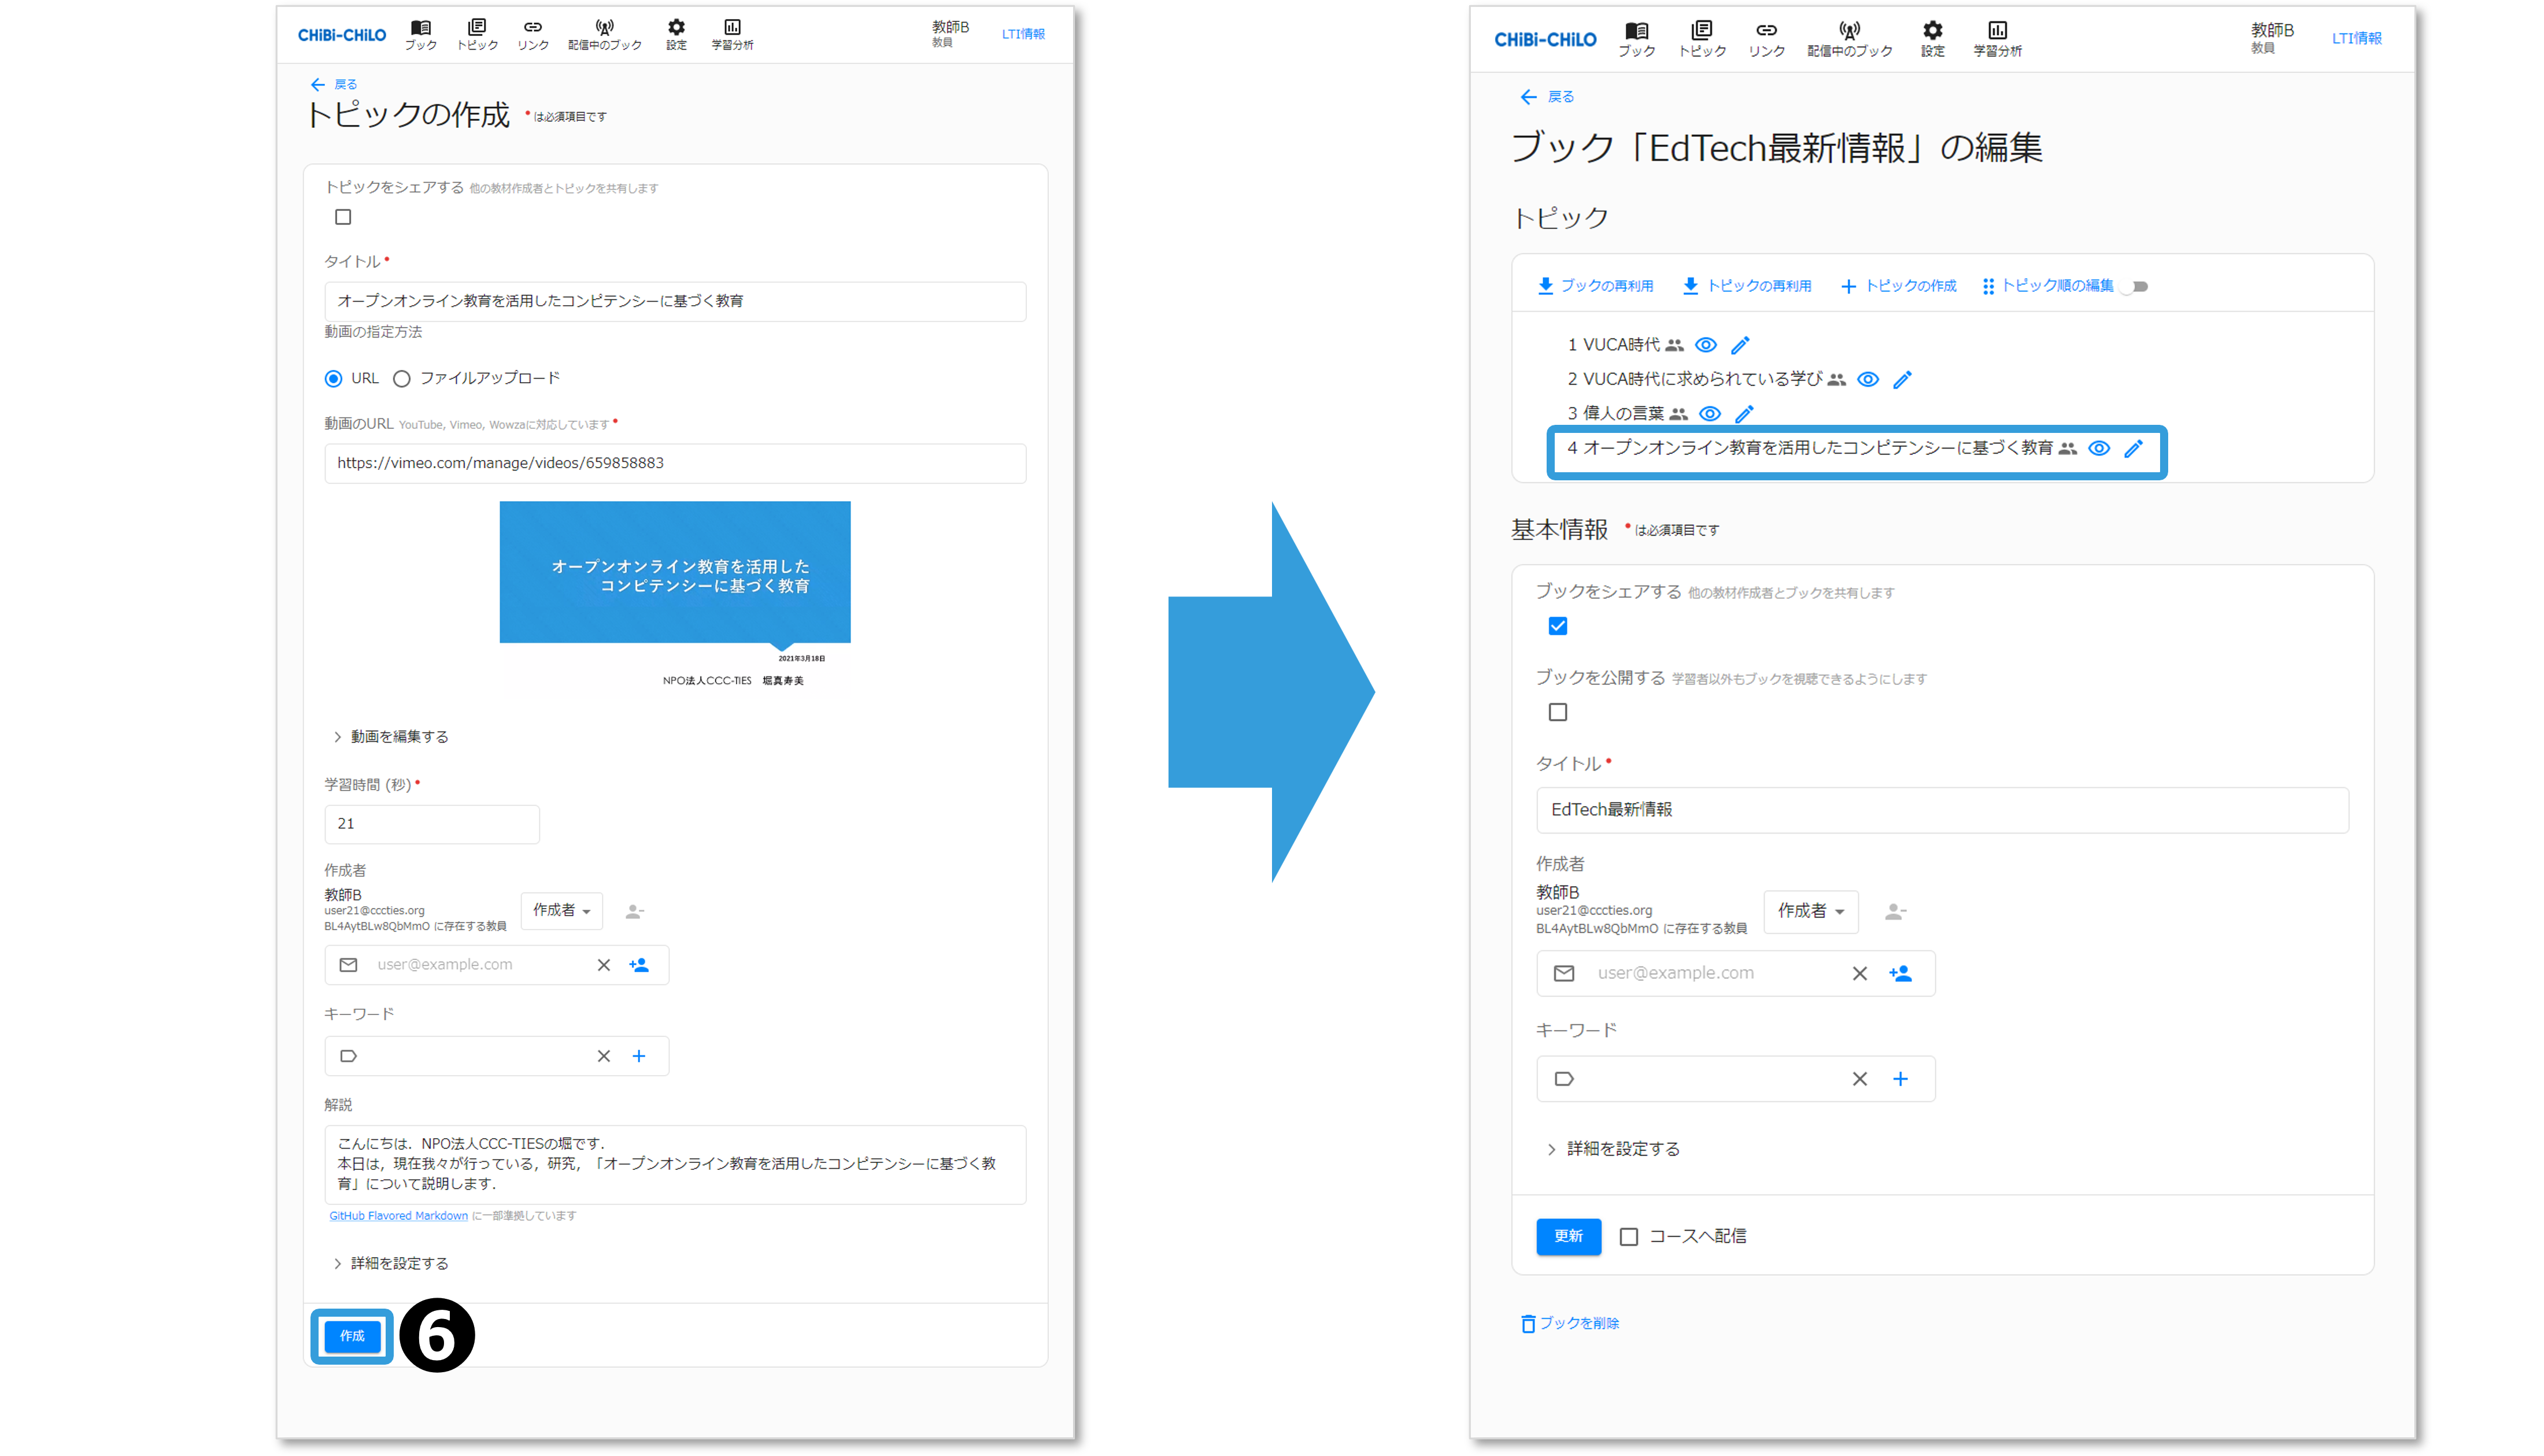 CHiBi-CHiLO ブック トピック リンク 配信中のブック 設定 学習分析 教師B 教員 LTI情報
戻る
トピックの作成 * は必須項目です
トピックをシェアする 他の教材作成者とトピックを共有します
タイトル *
オープンオンライン教育を活用したコンピテンシーに基づく教育
動画の指定方法
URL ファイルアップロード
動画のURL YouTube, Vimeo, Wowzaに対応しています *
https://vimeo.com/manage/videos/659858883
オープンオンライン教育を活用した
コンピテンシーに基づく教育
2021年3月18日
NPO法人CCC-TIES 堀真寿美
動画を編集する
学習時間 (秒) *
21
作成者
教師B
user21@cccties.org
BL4AytBLw8QbMmO に存在する教員
作成者
user@example.com
キーワード
解説
こんにちは．NPO法人CCC-TIESの堀です．
本日は，現在我々が行っている，研究，「オープンオンライン教育を活用したコンピテンシーに基づく教
育」について説明します．
GitHub Flavored Markdown に一部準拠しています
詳細を設定する
作成
6
CHiBi-CHiLO ブック トピック リンク 配信中のブック 設定 学習分析 教師B 教員 LTI情報
戻る
ブック「EdTech最新情報」の編集
トピック
ブックの再利用 トピックの再利用 トピックの作成 トピック順の編集
1 VUCA時代
2 VUCA時代に求められている学び
3 偉人の言葉
4 オープンオンライン教育を活用したコンピテンシーに基づく教育
基本情報 * は必須項目です
ブックをシェアする 他の教材作成者とブックを共有します
ブックを公開する 学習者以外もブックを視聴できるようにします
タイトル *
EdTech最新情報
作成者
教師B
user21@cccties.org
BL4AytBLw8QbMmO に存在する教員
作成者
user@example.com
キーワード
詳細を設定する
更新 コースへ配信
ブックを削除